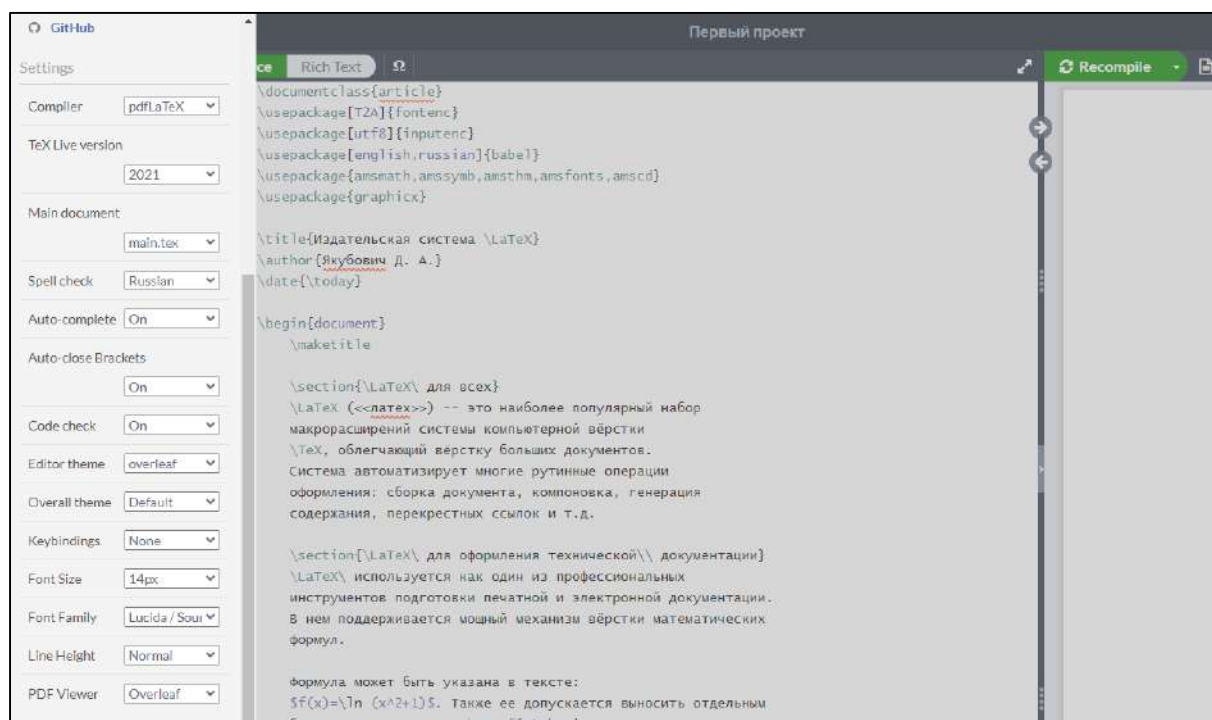 GitHub
Первый проект
Settings
ce Rich Text Ω
Recompile
Compiler pdfLaTeX
TeX Live version
2021
Main document
main.tex
Spell check Russian
Auto-complete On
Auto-close Brackets
On
Code check On
Editor theme overleaf
Overall theme Default
Keybindings None
Font Size 14px
Font Family Lucida / Sour
Line Height Normal
PDF Viewer Overleaf
\documentclass{article}
\usepackage[T2A]{fontenc}
\usepackage[utf8]{inputenc}
\usepackage[english,russian]{babel}
\usepackage{amsmath,amssymb,amsthm,amsfonts,amscd}
\usepackage{graphicx}
\title{Издательская система \LaTeX}
\author{Якубович Д. А.}
\date{\today}
\begin{document}
\maketitle
\section{\LaTeX\ для всех}
\LaTeX (<<латех>>) -- это наиболее популярный набор
макрорасширений системы компьютерной вёрстки
\TeX, облегчающий вёрстку больших документов.
Система автоматизирует многие рутинные операции
оформления: сборка документа, компоновка, генерация
содержания, перекрестных ссылок и т.д.
\section{\LaTeX\ для оформления технической\\ документации}
\LaTeX\ используется как один из профессиональных
инструментов подготовки печатной и электронной документации.
В нем поддерживается мощный механизм вёрстки математических
формул.
Формула может быть указана в тексте:
$f(x)=\ln (x^2+1)$. Также ее допускается выносить отдельным